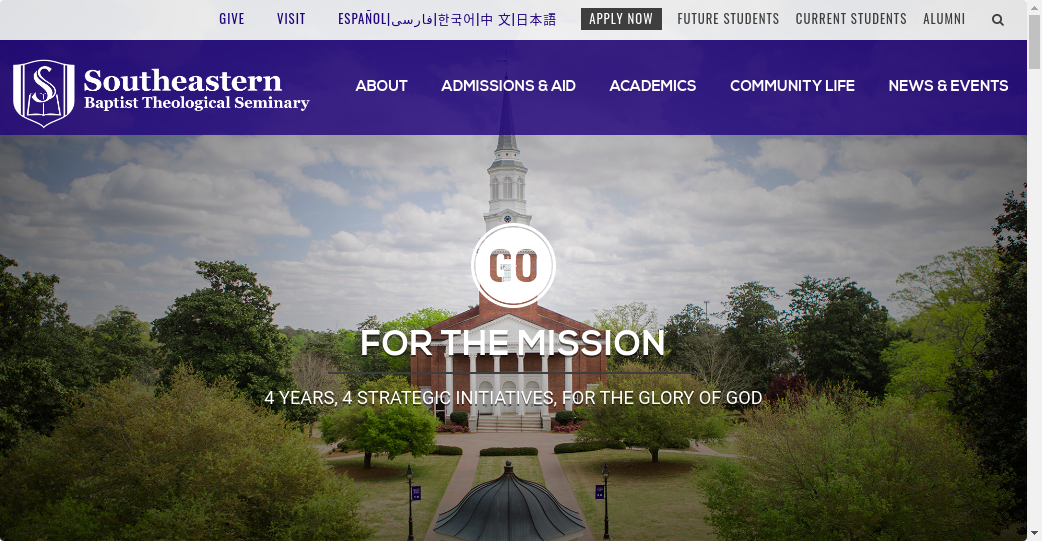 GIVE VISIT ESPAÑOL|فارسی|한국어|中 文|日本語 APPLY NOW FUTURE STUDENTS CURRENT STUDENTS ALUMNI
Southeastern
Baptist Theological Seminary
ABOUT ADMISSIONS & AID ACADEMICS COMMUNITY LIFE NEWS & EVENTS
GO
FOR THE MISSION
4 YEARS, 4 STRATEGIC INITIATIVES, FOR THE GLORY OF GOD